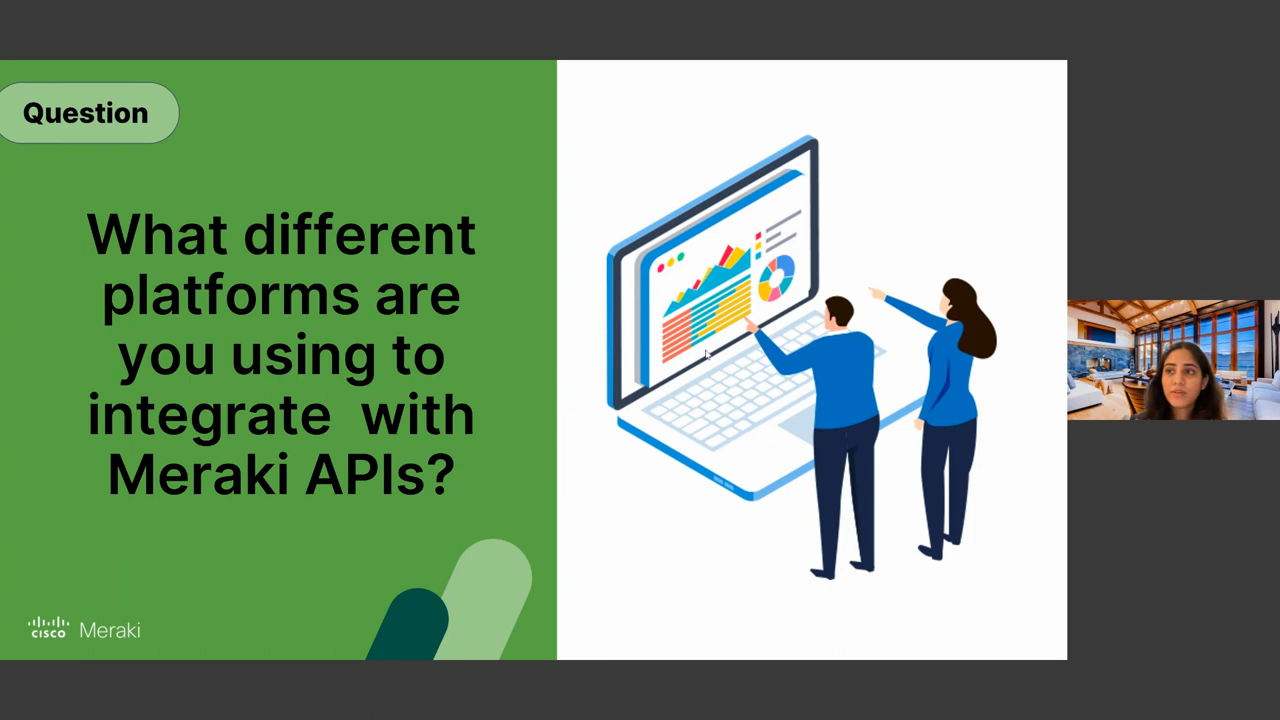 Question
What different
platforms are
you using to
integrate  with
Meraki APIs?
CISCO Meraki